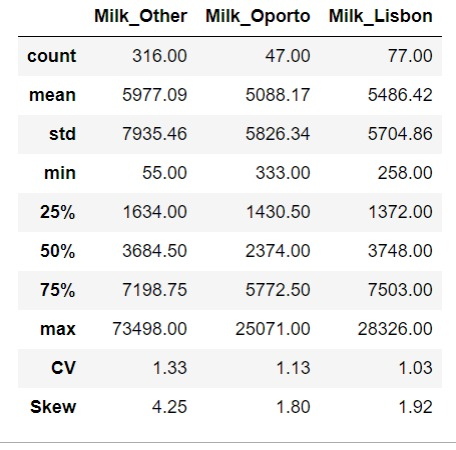 Milk_Other Milk_Oporto Milk_Lisbon
count 316.00 47.00 77.00
mean 5977.09 5088.17 5486.42
std 7935.46 5826.34 5704.86
min 55.00 333.00 258.00
25% 1634.00 1430.50 1372.00
50% 3684.50 2374.00 3748.00
75% 7198.75 5772.50 7503.00
max 73498.00 25071.00 28326.00
CV 1.33 1.13 1.03
Skew 4.25 1.80 1.92